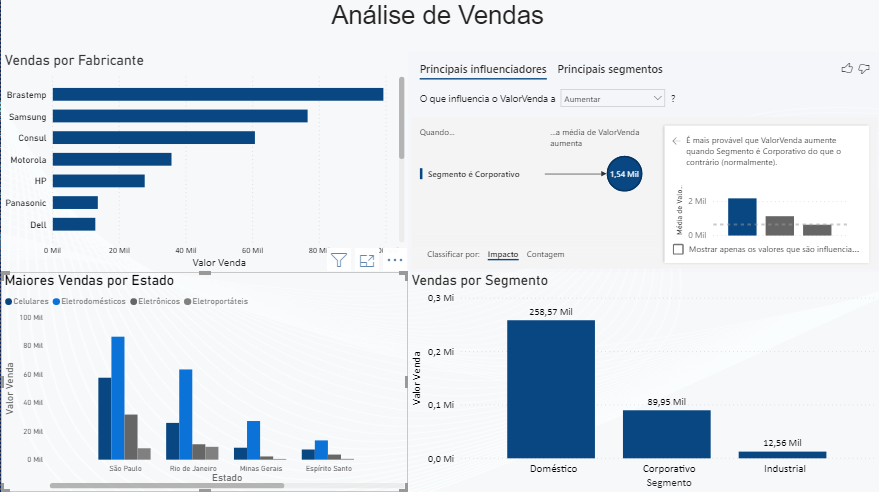 Análise de Vendas
Vendas por Fabricante
Brastemp
Samsung
Consul
Motorola
HP
Panasonic
Dell
0 Mil 20 Mil 40 Mil 60 Mil 80
Valor Venda
Principais influenciadores Principais segmentos
O que influencia o ValorVenda a Aumentar ?
Quando...
...a média de ValorVenda
aumenta
Segmento é Corporativo
1,54 Mil
É mais provável que ValorVenda aumente
quando Segmento é Corporativo do que o
contrário (normalmente).
Média de Valo...
2 Mil
0 Mil
Mostrar apenas os valores que são influencia...
Classificar por: Impacto Contagem
Maiores Vendas por Estado
Celulares Eletrodomésticos Eletrônicos Eletroportáteis
Valor Venda
100 Mil
80 Mil
60 Mil
40 Mil
20 Mil
0 Mil
São Paulo Rio de Janeiro Minas Gerais Espírito Santo
Estado
Vendas por Segmento
Valor Venda
0,3 Mi
0,2 Mi
0,1 Mi
0,0 Mi
258,57 Mil
89,95 Mil
12,56 Mil
Doméstico Corporativo Industrial
Segmento